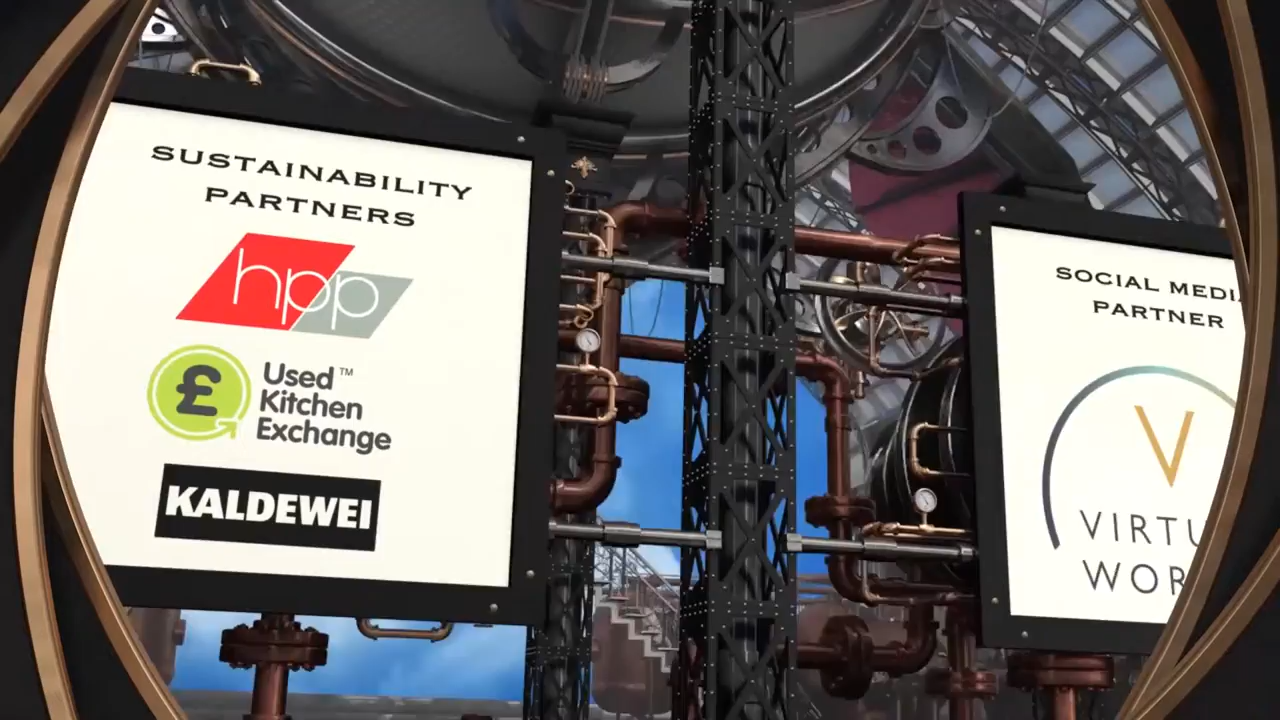 SUSTAINABILITY
PARTNERS
hpp
£
Used™
Kitchen
Exchange
KALDEWEI
SOCIAL MEDI
PARTNER
V
VIRTU
WOR